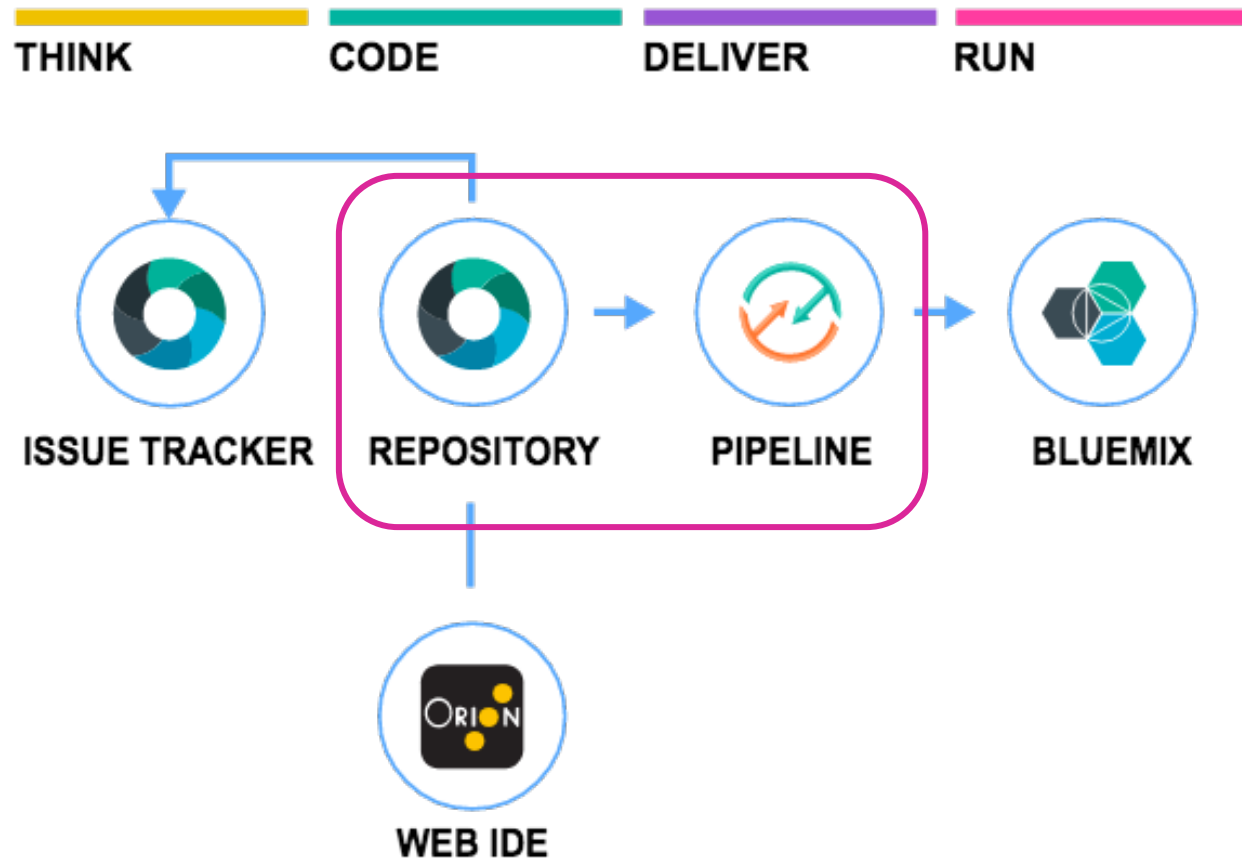 THINK
CODE
DELIVER
RUN
ISSUE TRACKER
REPOSITORY
PIPELINE
BLUEMIX
ORION
WEB IDE